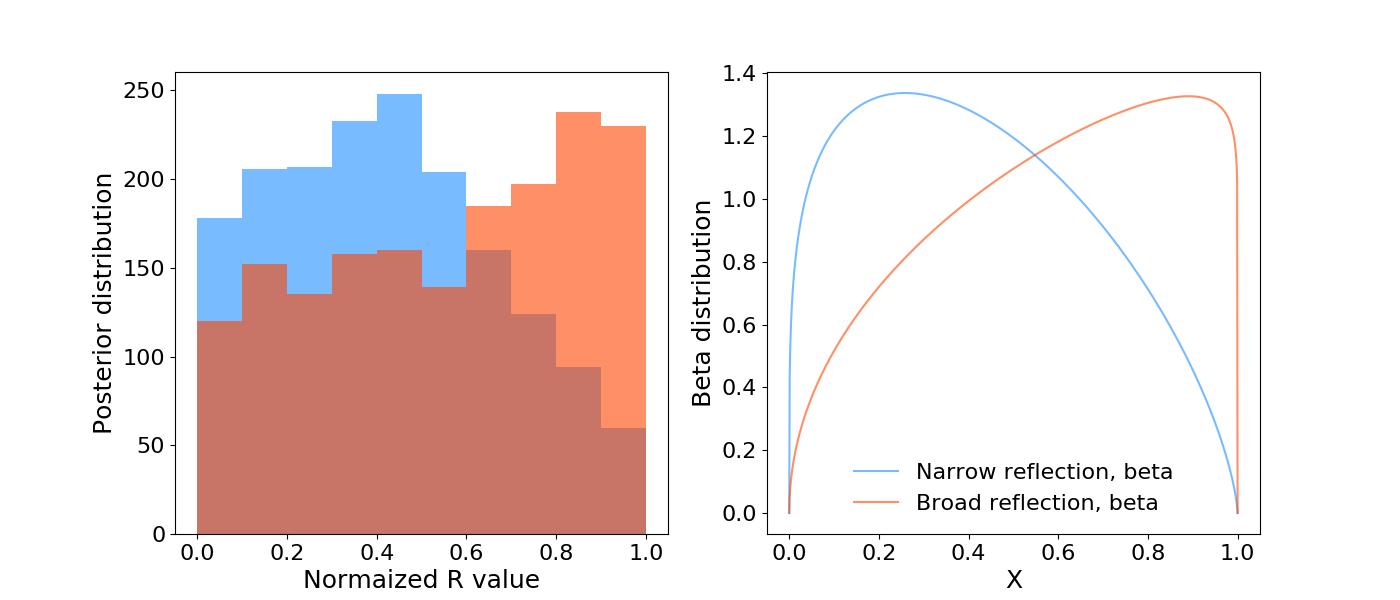 Posterior distribution
250
200
150
100
50
0
0.0 0.2 0.4 0.6 0.8 1.0
Normaized R value
Beta distribution
1.4
1.2
1.0
0.8
0.6
0.4
0.2
0.0
Narrow reflection, beta
Broad reflection, beta
0.0 0.2 0.4 0.6 0.8 1.0
X